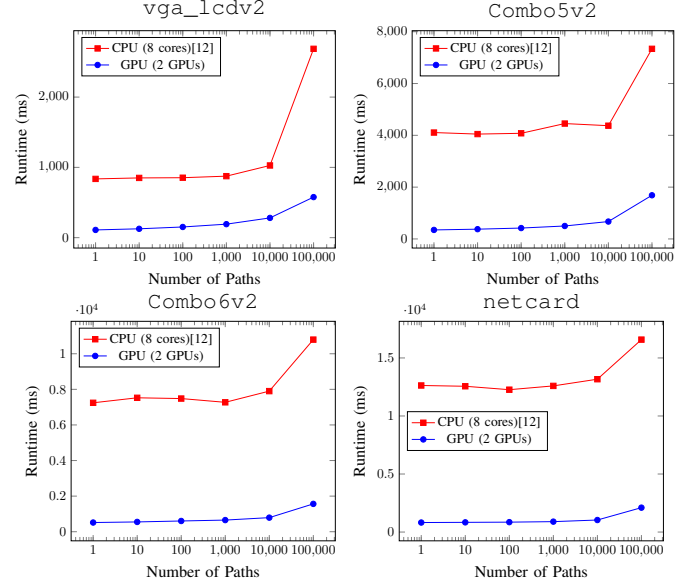 vga_lcdv2
CPU (8 cores)[12]
GPU (2 GPUs)
2,000
1,000
0
Runtime (ms)
1 10 100 1,000 10,000 100,000
Number of Paths
Combo5v2
CPU (8 cores)[12]
GPU (2 GPUs)
8,000
6,000
4,000
2,000
0
Runtime (ms)
1 10 100 1,000 10,000 100,000
Number of Paths
Combo6v2
·10⁴
CPU (8 cores)[12]
GPU (2 GPUs)
1
0.8
0.6
0.4
0.2
0
Runtime (ms)
1 10 100 1,000 10,000 100,000
Number of Paths
netcard
·10⁴
CPU (8 cores)[12]
GPU (2 GPUs)
1.5
1
0.5
0
Runtime (ms)
1 10 100 1,000 10,000 100,000
Number of Paths